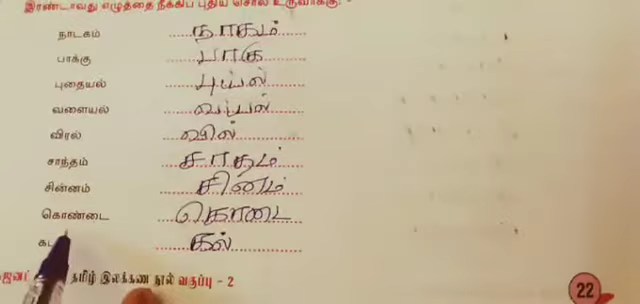 இரண்டாவது எழுத்தை நீக்கிப் புதிய சொல் உருவாக்கு.
நாடகம் நாகம்
பாக்கு பாகு
புதையல் புயல்
வளையல் வயல்
விரல் வில்
சாந்தம் சாதம்
சின்னம் சினம்
கொண்டை கொடை
கல்
தமிழ் இலக்கண நூல் வகுப்பு - 2
22